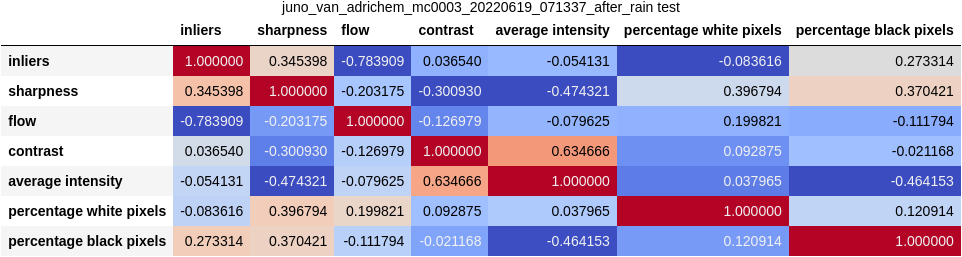 juno_van_adrichem_mc0003_20220619_071337_after_rain test
inliers sharpness flow contrast average intensity percentage white pixels percentage black pixels
inliers 1.000000 0.345398 -0.783909 0.036540 -0.054131 -0.083616 0.273314
sharpness 0.345398 1.000000 -0.203175 -0.300930 -0.474321 0.396794 0.370421
flow -0.783909 -0.203175 1.000000 -0.126979 -0.079625 0.199821 -0.111794
contrast 0.036540 -0.300930 -0.126979 1.000000 0.634666 0.092875 -0.021168
average intensity -0.054131 -0.474321 -0.079625 0.634666 1.000000 0.037965 -0.464153
percentage white pixels -0.083616 0.396794 0.199821 0.092875 0.037965 1.000000 0.120914
percentage black pixels 0.273314 0.370421 -0.111794 -0.021168 -0.464153 0.120914 1.000000